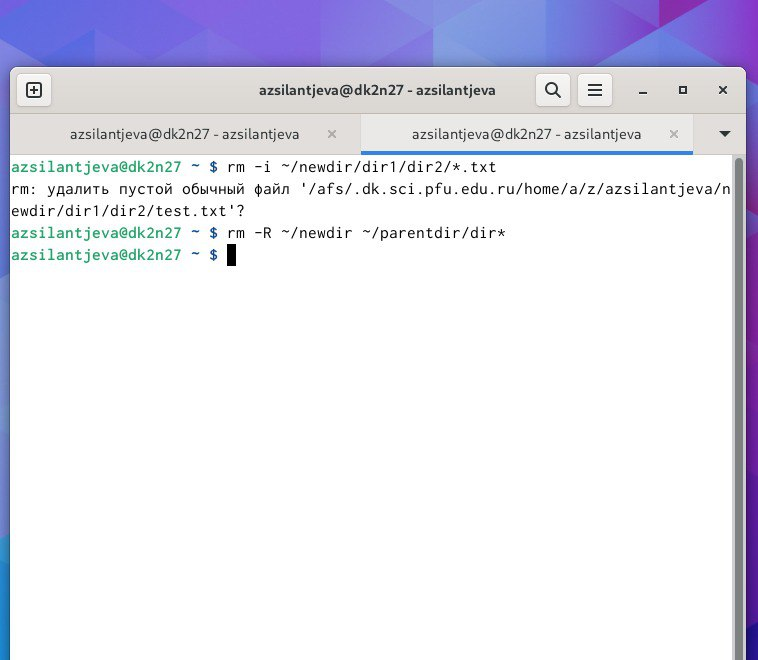 azsilantjeva@dk2n27 - azsilantjeva
azsilantjeva@dk2n27 - azsilantjeva
azsilantjeva@dk2n27 - azsilantjeva
azsilantjeva@dk2n27 ~ $ rm -i ~/newdir/dir1/dir2/*.txt
rm: удалить пустой обычный файл '/afs/.dk.sci.pfu.edu.ru/home/a/z/azsilantjeva/n
ewdir/dir1/dir2/test.txt'?
azsilantjeva@dk2n27 ~ $ rm -R ~/newdir ~/parentdir/dir*
azsilantjeva@dk2n27 ~ $